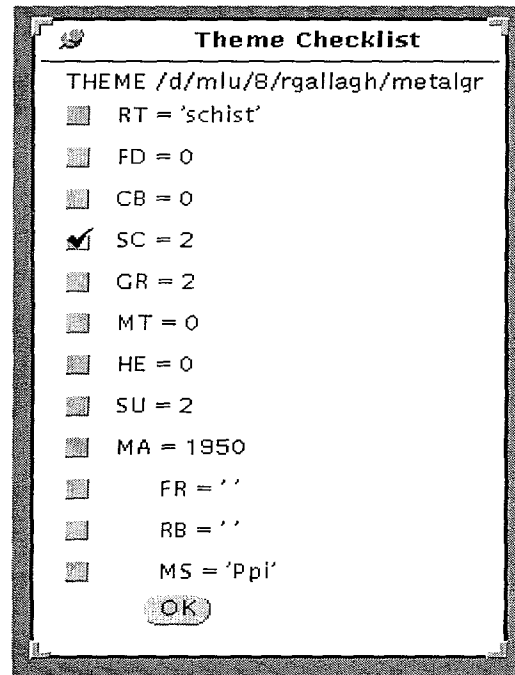 Theme Checklist
THEME /d/mlu/8/rgallagh/metalgr
RT = 'schist'
FD = 0
CB = 0
SC = 2
GR = 2
MT = 0
HE = 0
SU = 2
MA = 1950
FR = ' '
RB = ' '
MS = 'Ppi'
OK